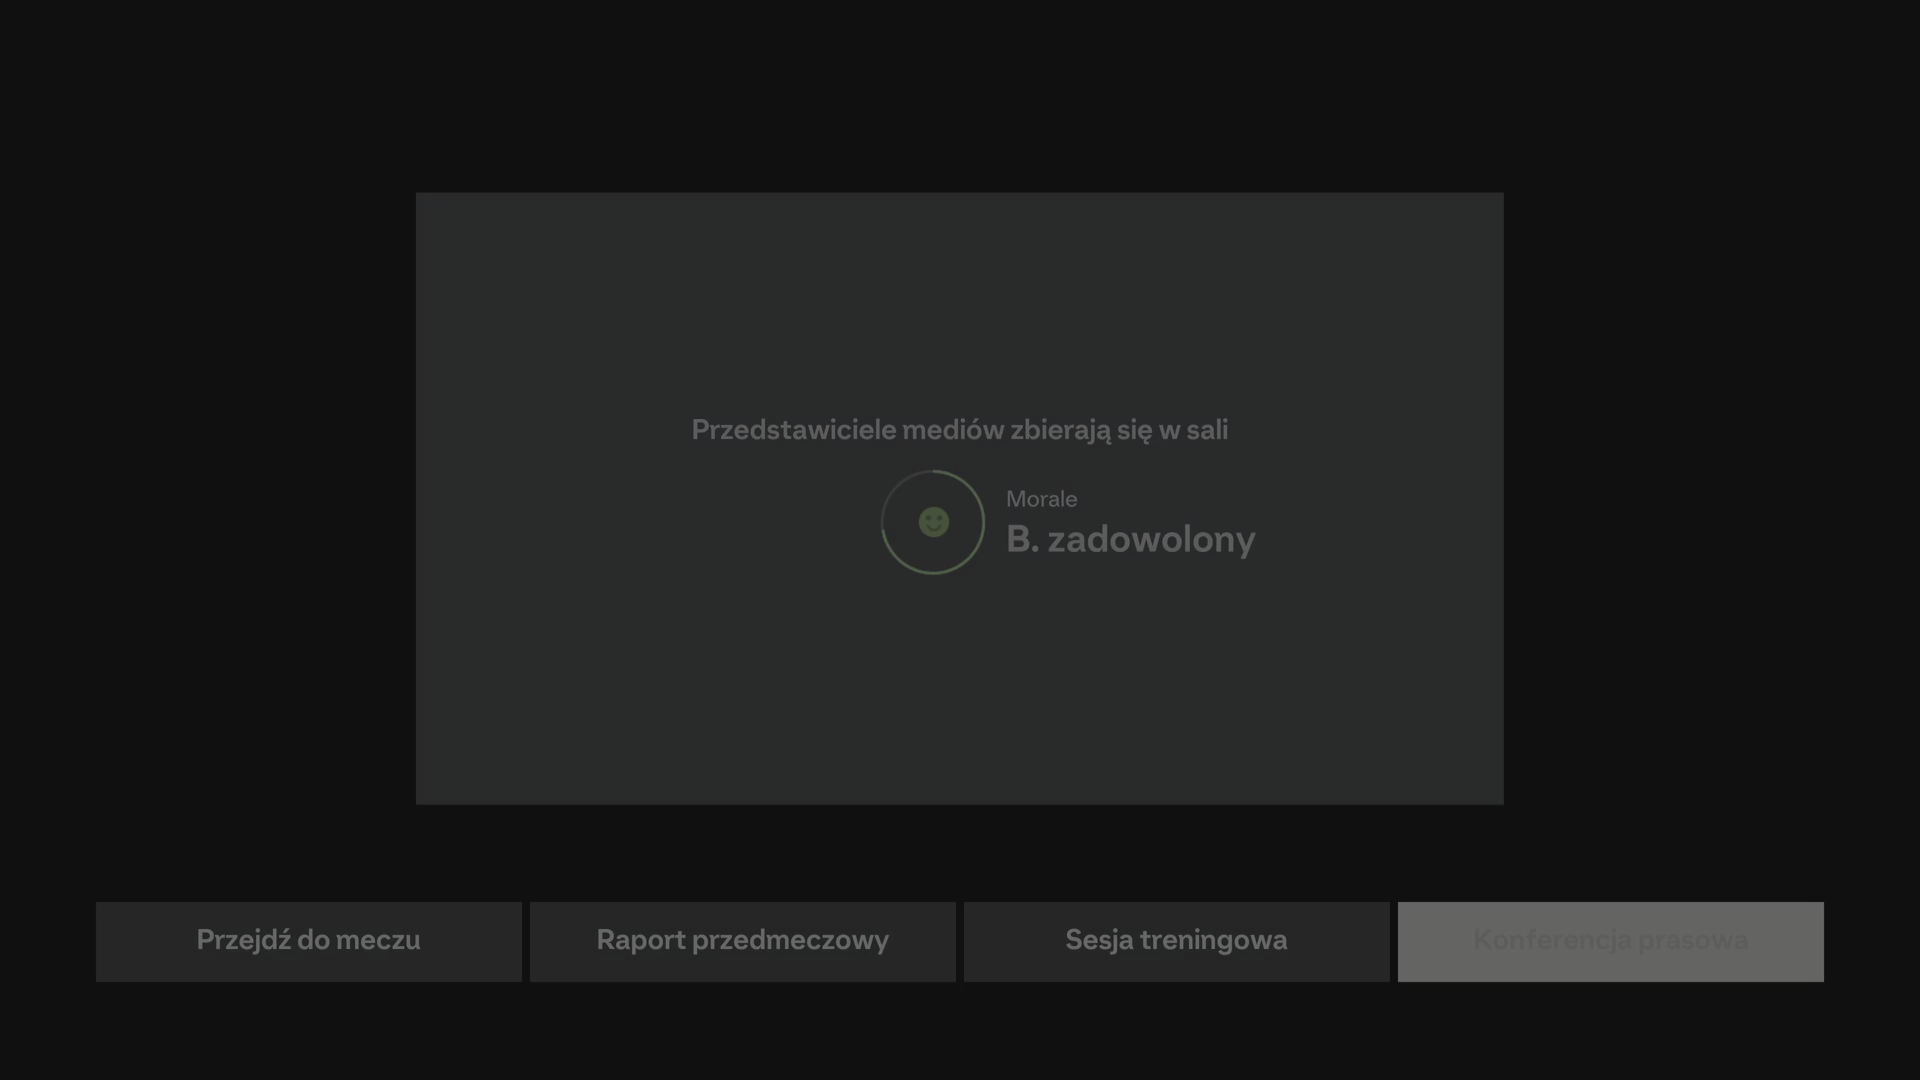 Przedstawiciele mediów zbierają się w sali
Morale
B. zadowolony
Przejdź do meczu
Raport przedmeczowy
Sesja treningowa
Konferencja prasowa